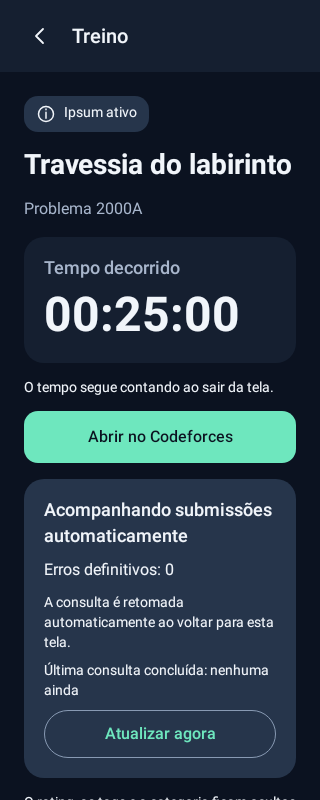 Treino
Ipsum ativo
Travessia do labirinto
Problema 2000A
Tempo decorrido
00:25:00
O tempo segue contando ao sair da tela.
Abrir no Codeforces
Acompanhando submissões
automaticamente
Erros definitivos: 0
A consulta é retomada
automaticamente ao voltar para esta
tela.
Última consulta concluída: nenhuma
ainda
Atualizar agora